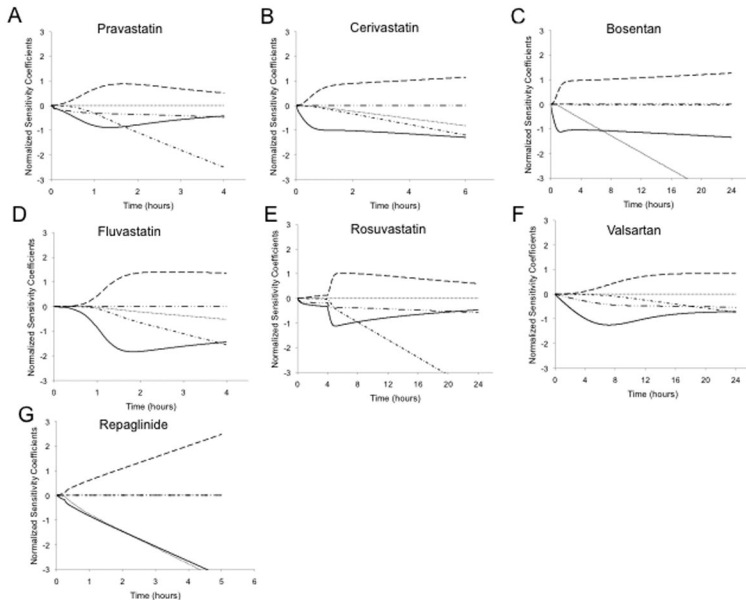 A
Pravastatin
Normalized Sensitivity Coefficients
3
2
1
0
-1
-2
-3
0 1 2 3 4
Time (hours)
B
Cerivastatin
Normalized Sensitivity Coefficients
3
2
1
0
-1
-2
-3
0 2 4 6
Time (hours)
C
Bosentan
Normalized Sensitivity Coefficients
3
2
1
0
-1
-2
-3
0 4 8 12 16 20 24
Time (hours)
D
Fluvastatin
Normalized Sensitivity Coefficients
3
2
1
0
-1
-2
-3
0 1 2 3 4
Time (hours)
E
Rosuvastatin
Normalized Sensitivity Coefficients
3
2
1
0
-1
-2
-3
0 4 8 12 16 20 24
Time (hours)
F
Valsartan
Normalized Sensitivity Coefficients
3
2
1
0
-1
-2
-3
0 4 8 12 16 20 24
Time (hours)
G
Repaglinide
Normalized Sensitivity Coefficients
3
2
1
0
-1
-2
-3
0 1 2 3 4 5 6
Time (hours)